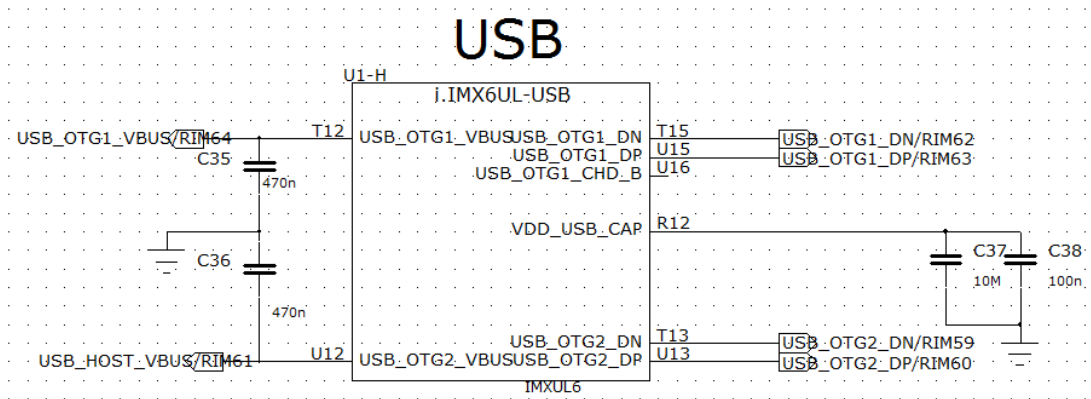 USB
U1-H
i.IMX6UL-USB
USB_OTG1_VBUS/RIM64
T12
USB_OTG1_VBUS
USB_OTG1_DN
T15
USB_OTG1_DN/RIM62
USB_OTG1_DP
U15
USB_OTG1_DP/RIM63
C35
USB_OTG1_CHD_B
U16
470n
VDD_USB_CAP
R12
C36
C37
C38
10M
100n
470n
USB_OTG2_DN
T13
USB_OTG2_DN/RIM59
USB_HOST_VBUS/RIM61
U12
USB_OTG2_VBUS
USB_OTG2_DP
U13
USB_OTG2_DP/RIM60
IMXUL6